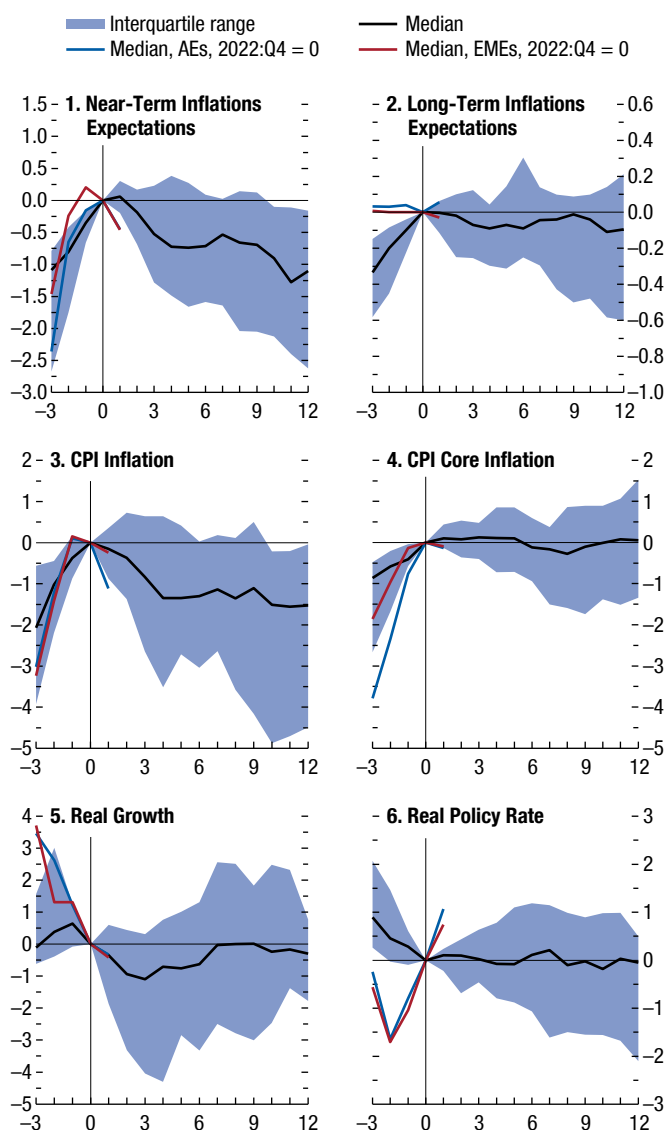 Interquartile range
Median
Median, AEs, 2022:Q4 = 0
Median, EMEs, 2022:Q4 = 0
1. Near-Term Inflations
Expectations
1.5
1.0
0.5
0.0
–0.5
–1.0
–1.5
–2.0
–2.5
–3.0
–3 0 3 6 9 12
2. Long-Term Inflations
Expectations
0.6
0.4
0.2
0.0
–0.2
–0.4
–0.6
–0.8
–1.0
–3 0 3 6 9 12
3. CPI Inflation
2
1
0
–1
–2
–3
–4
–5
–3 0 3 6 9 12
4. CPI Core Inflation
2
1
0
–1
–2
–3
–4
–5
–3 0 3 6 9 12
5. Real Growth
4
3
2
1
0
–1
–2
–3
–4
–5
–3 0 3 6 9 12
6. Real Policy Rate
3
2
1
0
–1
–2
–3
–3 0 3 6 9 12